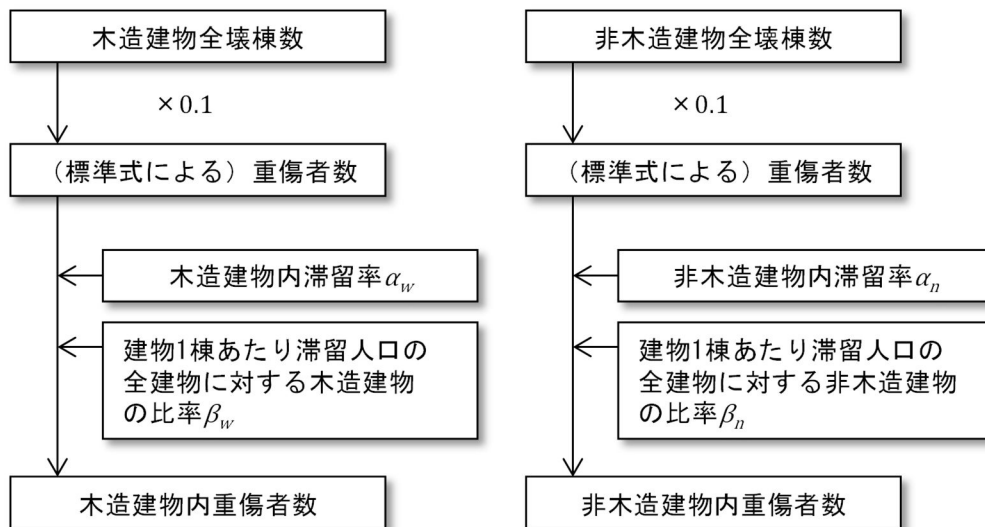 木造建物全壊棟数
×0.1
(標準式による)重傷者数
木造建物内滞留率α_w
建物1棟あたり滞留人口の
全建物に対する木造建物
の比率β_w
木造建物内重傷者数
非木造建物全壊棟数
×0.1
(標準式による)重傷者数
非木造建物内滞留率α_n
建物1棟あたり滞留人口の
全建物に対する非木造建物
の比率β_n
非木造建物内重傷者数